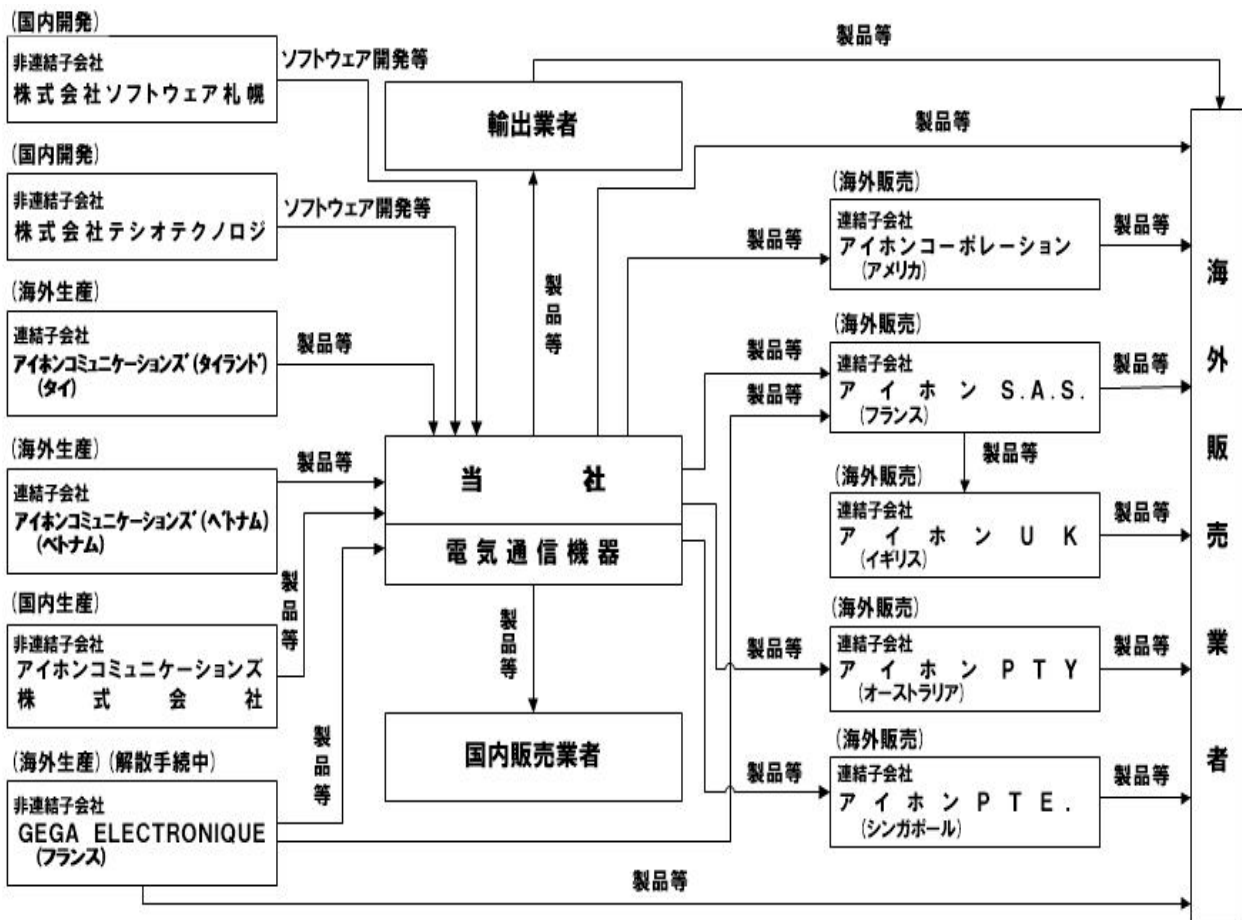 (国内開発)
非連結子会社
株式会社ソフトウェア札幌
ソフトウェア開発等
(国内開発)
非連結子会社
株式会社テシオテクノロジ
ソフトウェア開発等
(海外生産)
連結子会社
アイホンコミュニケーションズ(タイランド)
(タイ)
製品等
(海外生産)
連結子会社
アイホンコミュニケーションズ(ベトナム)
(ベトナム)
製品等
(国内生産)
非連結子会社
アイホンコミュニケーションズ
株式会社
製品等
(海外生産)(解散手続中)
非連結子会社
GEGA ELECTRONIQUE
(フランス)
製品等
輸出業者
製品等
当社
電気通信機器
製品等
国内販売業者
製品等
製品等
製品等
(海外販売)
連結子会社
アイホンコーポレーション
(アメリカ)
製品等
製品等
製品等
(海外販売)
連結子会社
アイホンS.A.S.
(フランス)
製品等
製品等
(海外販売)
連結子会社
アイホンUK
(イギリス)
製品等
製品等
(海外販売)
連結子会社
アイホンPTY
(オーストラリア)
製品等
製品等
(海外販売)
連結子会社
アイホンPTE.
(シンガポール)
製品等
製品等
海外販売業者